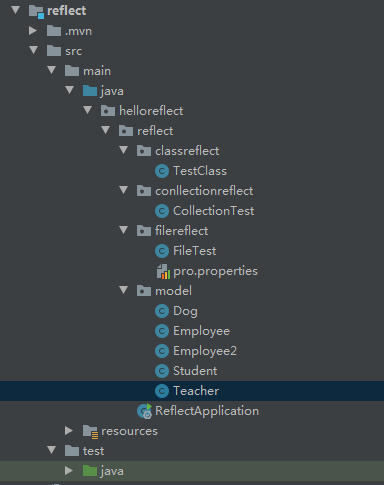 reflect
.mvn
src
main
java
helloreflect
reflect
classreflect
TestClass
conllectionreflect
CollectionTest
filereflect
FileTest
pro.properties
model
Dog
Employee
Employee2
Student
Teacher
ReflectApplication
resources
test
java